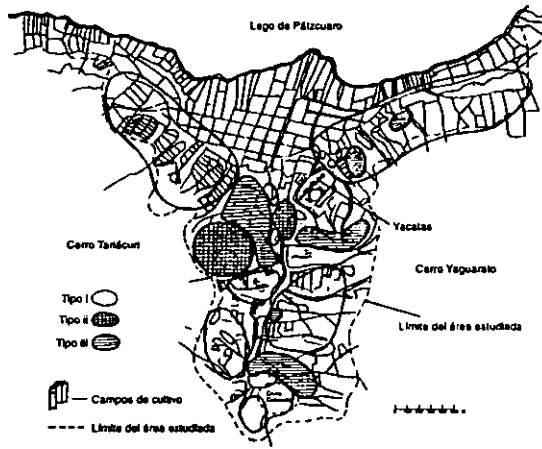 Lago de Pátzcuaro
Yacatas
Cerro Tariácuri
Cerro Yaguarato
Tipo I
Tipo II
Tipo III
Límite del área estudiada
Campos de cultivo
Límite del área estudiada